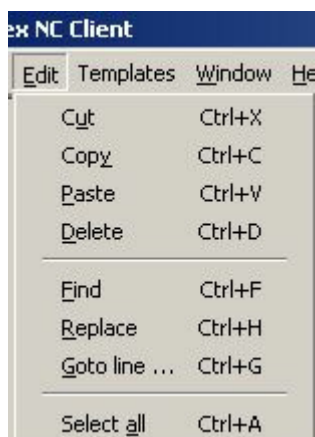 ex NC Client
Edit Templates Window He
Cut Ctrl+X
Copy Ctrl+C
Paste Ctrl+V
Delete Ctrl+D
Find Ctrl+F
Replace Ctrl+H
Goto line ... Ctrl+G
Select all Ctrl+A